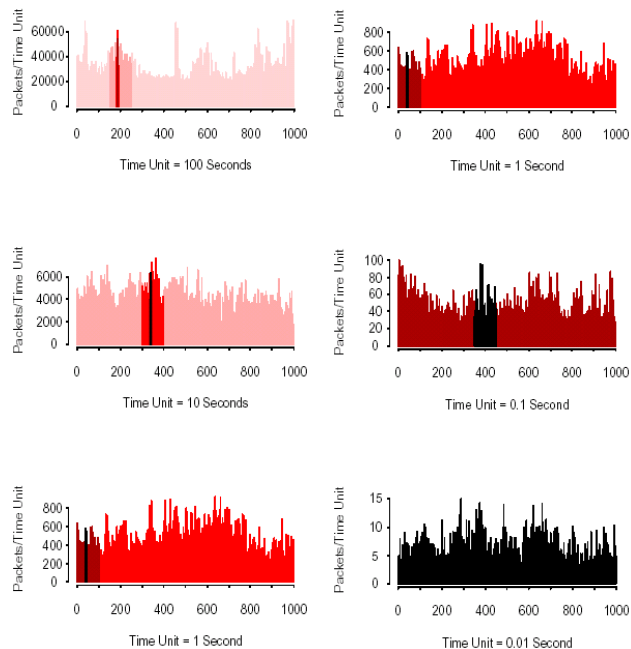 Packets/Time Unit
60000
40000
20000
0
0 200 400 600 800 1000
Time Unit = 100 Seconds
Packets/Time Unit
800
600
400
200
0
0 200 400 600 800 1000
Time Unit = 1 Second
Packets/Time Unit
6000
4000
2000
0
0 200 400 600 800 1000
Time Unit = 10 Seconds
Packets/Time Unit
100
80
60
40
20
0
0 200 400 600 800 1000
Time Unit = 0.1 Second
Packets/Time Unit
800
600
400
200
0
0 200 400 600 800 1000
Time Unit = 1 Second
Packets/Time Unit
15
10
5
0
0 200 400 600 800 1000
Time Unit = 0.01 Second